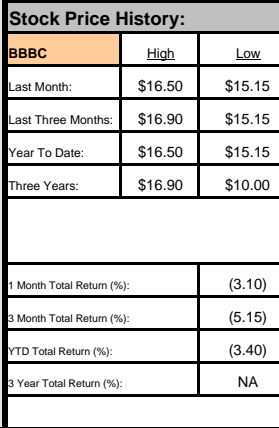 Stock Price History:
BBBC High Low
Last Month: $16.50 $15.15
Last Three Months: $16.90 $15.15
Year To Date: $16.50 $15.15
Three Years: $16.90 $10.00
1 Month Total Return (%): (3.10)
3 Month Total Return (%): (5.15)
YTD Total Return (%): (3.40)
3 Year Total Return (%): NA